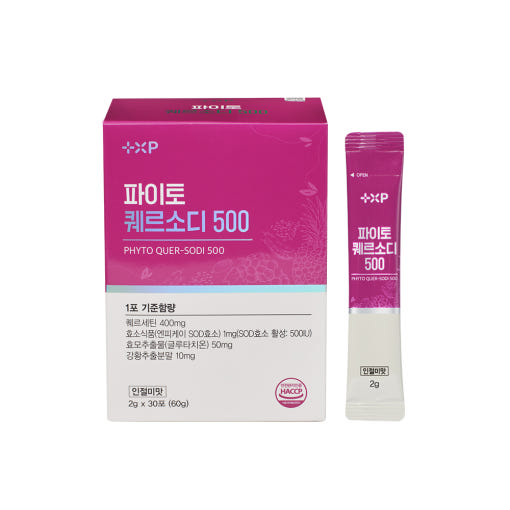 파이토
퀘르소디 500
XP
파이토
퀘르소디 500
PHYTO QUER-SODI 500
1포 기준함량
퀘르세틴 400mg
효소식품(엔피케이 SOD효소) 1mg(SOD효소 활성: 500IU)
효모추출물(글루타치온) 50mg
강황추출분말 10mg
인절미맛
2g x 30포 (60g)
HACCP
OPEN
XP
파이토
퀘르소디
500
PHYTO QUER-SODI 500
인절미맛
2g